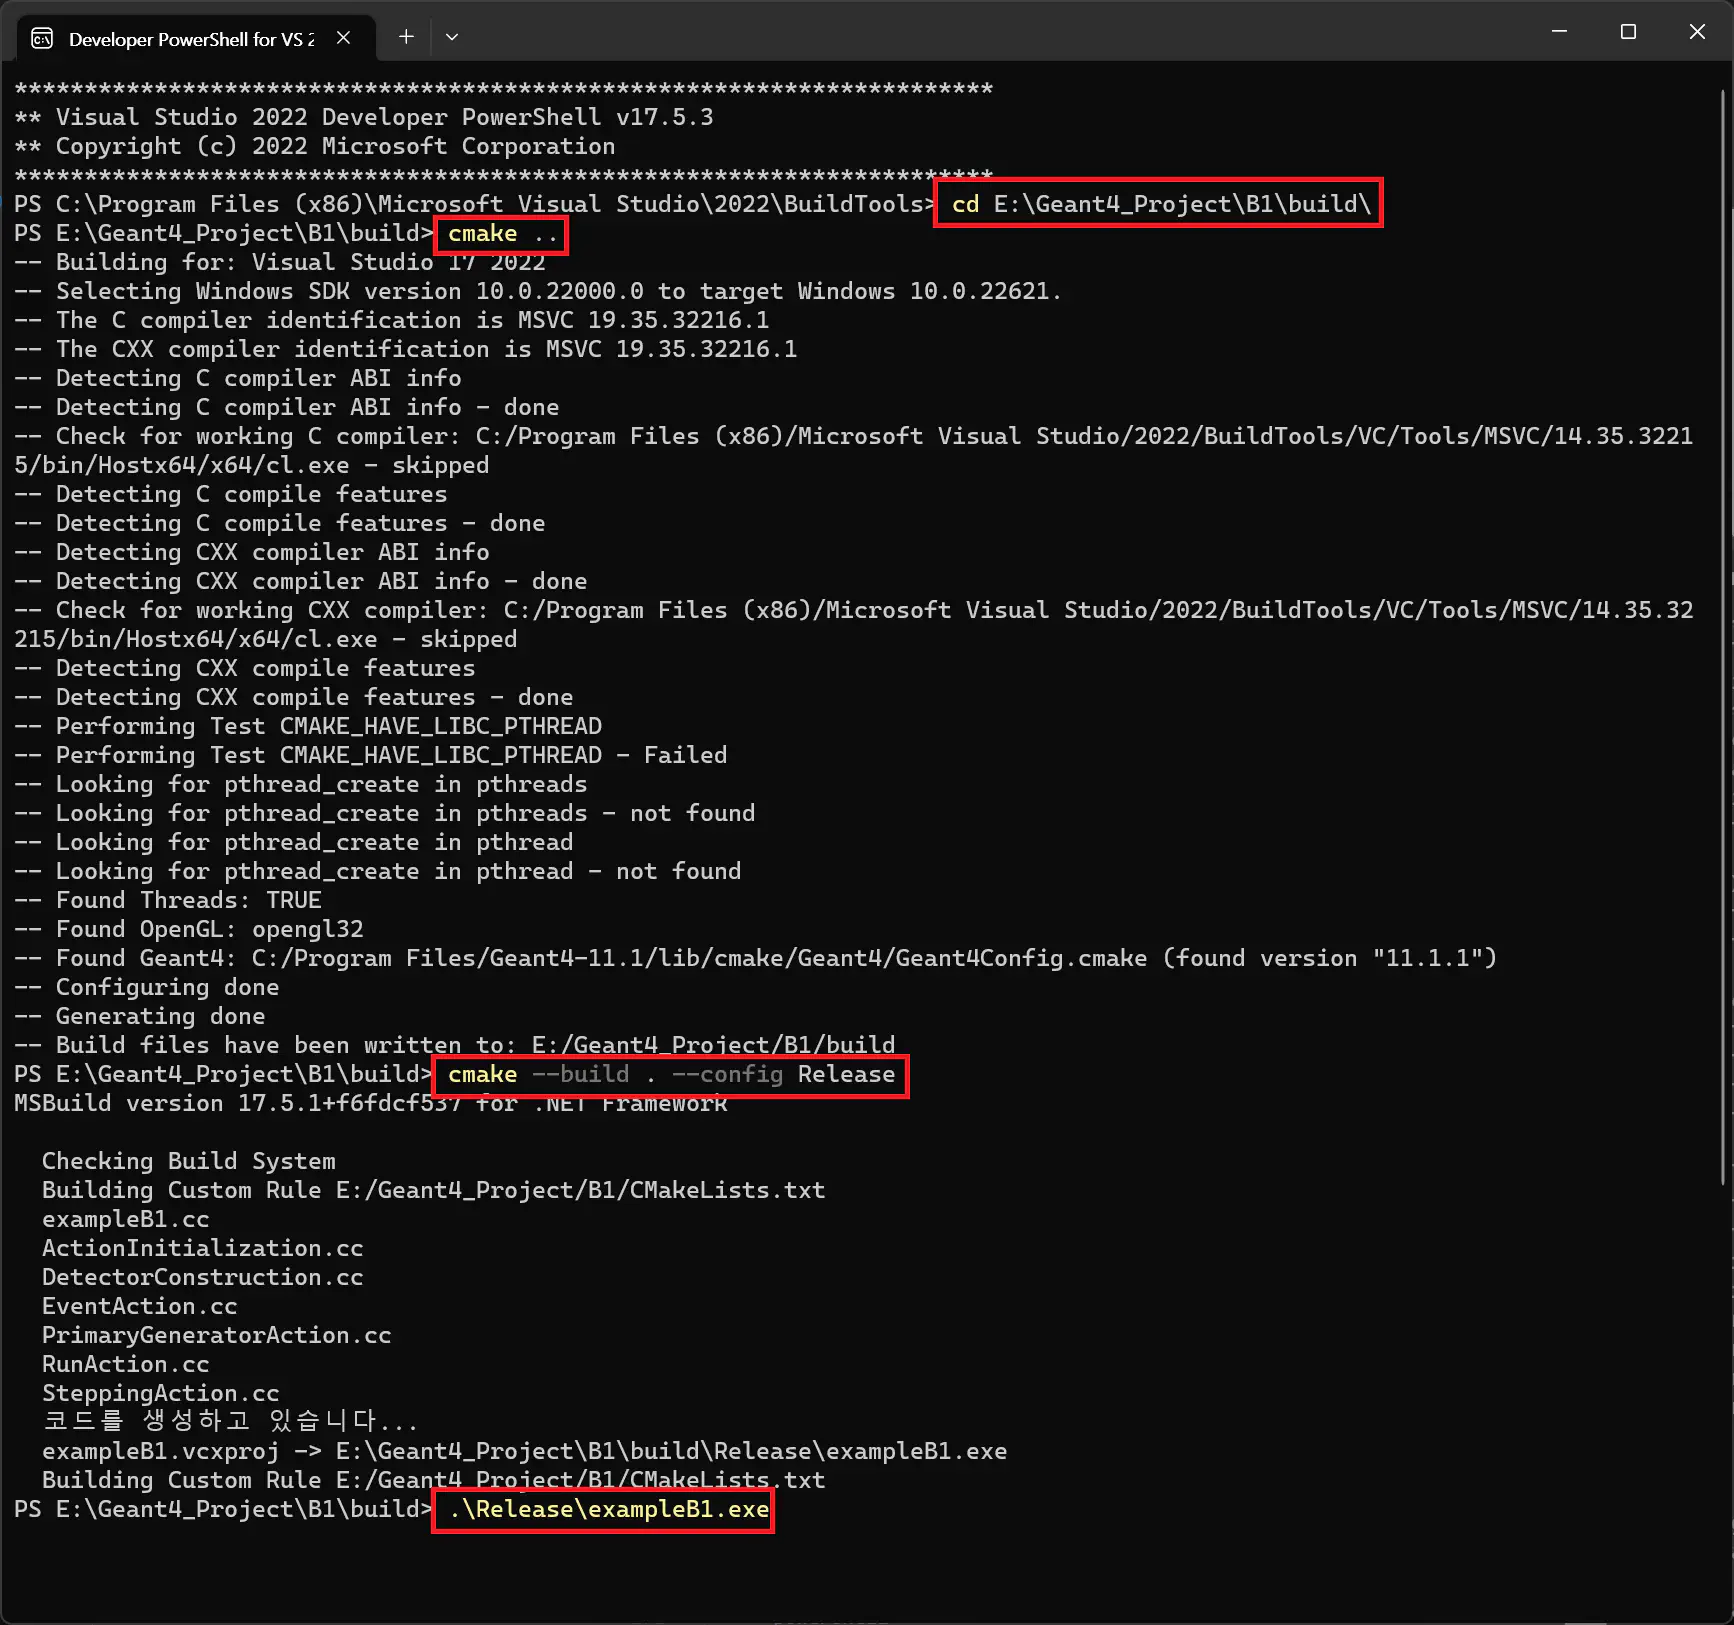 Developer PowerShell for VS 2
**********************************************************************
** Visual Studio 2022 Developer PowerShell v17.5.3
** Copyright (c) 2022 Microsoft Corporation
**********************************************************************
PS C:\Program Files (x86)\Microsoft Visual Studio\2022\BuildTools> cd E:\Geant4_Project\B1\build\
PS E:\Geant4_Project\B1\build> cmake ..
-- Building for: Visual Studio 17 2022
-- Selecting Windows SDK version 10.0.22000.0 to target Windows 10.0.22621.
-- The C compiler identification is MSVC 19.35.32216.1
-- The CXX compiler identification is MSVC 19.35.32216.1
-- Detecting C compiler ABI info
-- Detecting C compiler ABI info - done
-- Check for working C compiler: C:/Program Files (x86)/Microsoft Visual Studio/2022/BuildTools/VC/Tools/MSVC/14.35.3221
5/bin/Hostx64/x64/cl.exe - skipped
-- Detecting C compile features
-- Detecting C compile features - done
-- Detecting CXX compiler ABI info
-- Detecting CXX compiler ABI info - done
-- Check for working CXX compiler: C:/Program Files (x86)/Microsoft Visual Studio/2022/BuildTools/VC/Tools/MSVC/14.35.32
215/bin/Hostx64/x64/cl.exe - skipped
-- Detecting CXX compile features
-- Detecting CXX compile features - done
-- Performing Test CMAKE_HAVE_LIBC_PTHREAD
-- Performing Test CMAKE_HAVE_LIBC_PTHREAD - Failed
-- Looking for pthread_create in pthreads
-- Looking for pthread_create in pthreads - not found
-- Looking for pthread_create in pthread
-- Looking for pthread_create in pthread - not found
-- Found Threads: TRUE
-- Found OpenGL: opengl32
-- Found Geant4: C:/Program Files/Geant4-11.1/lib/cmake/Geant4/Geant4Config.cmake (found version "11.1.1")
-- Configuring done
-- Generating done
-- Build files have been written to: E:/Geant4_Project/B1/build
PS E:\Geant4_Project\B1\build> cmake --build . --config Release
MSBuild version 17.5.1+f6fdcf537 for .NET Framework
Checking Build System
Building Custom Rule E:/Geant4_Project/B1/CMakeLists.txt
exampleB1.cc
ActionInitialization.cc
DetectorConstruction.cc
EventAction.cc
PrimaryGeneratorAction.cc
RunAction.cc
SteppingAction.cc
코드를 생성하고 있습니다...
exampleB1.vcxproj -> E:\Geant4_Project\B1\build\Release\exampleB1.exe
Building Custom Rule E:/Geant4_Project/B1/CMakeLists.txt
PS E:\Geant4_Project\B1\build> .\Release\exampleB1.exe